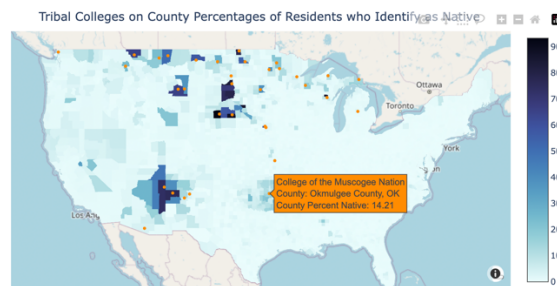 Tribal Colleges on County Percentages of Residents who Identify as Native
Ottawa
Toronto
York
College of the Muscogee Nation
County: Okmulgee County, OK
County Percent Native: 14.21
Los Ang
90
80
70
60
50
40
30
20
10
0